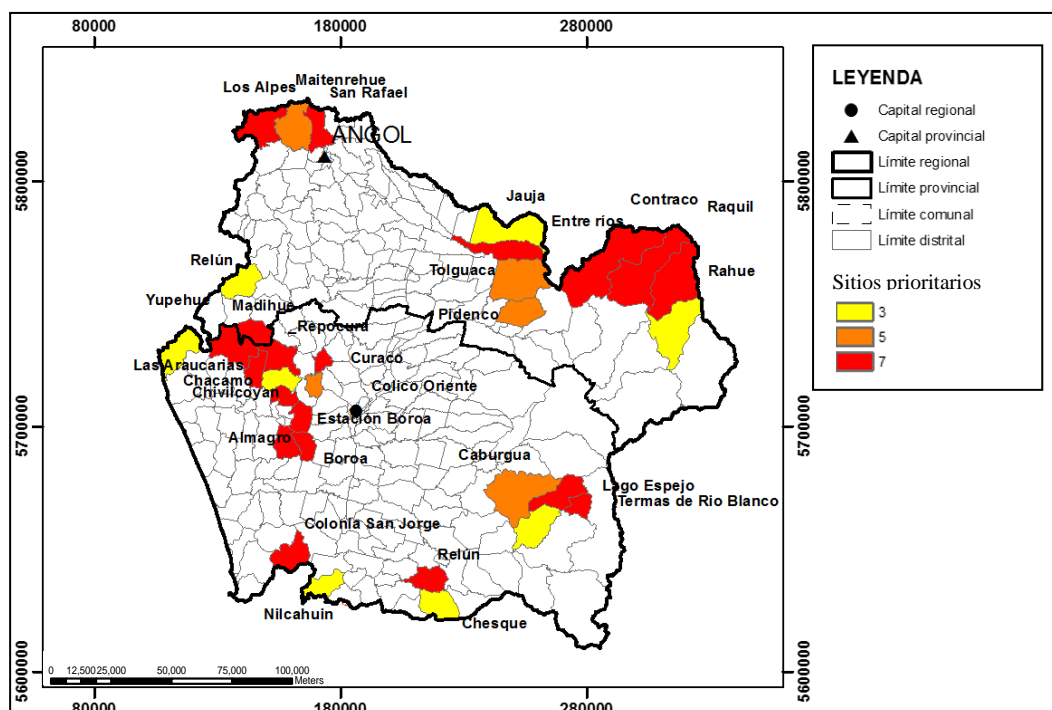 80000 180000 280000
LEYENDA
Capital regional
Capital provincial
Límite regional
Límite provincial
Límite comunal
Límite distrital
Sitios prioritarios
3
5
7
Maitenrehue
Los Alpes
San Rafael
ANGOL
5800000 5800000
Jauja
Contraco
Raquil
Entre ríos
Relún
Tolguaca
Rahue
Yupehue
Madihue
Pidenco
Repocura
Las Araucarias
Curaco
Chacamo
Colico Oriente
Chivilcoyan
Estación Boroa
5700000 5700000
Almagro
Boroa
Caburgua
Lago Espejo
Termas de Rio Blanco
Colonia San Jorge
Relún
Nilcahuin
Chesque
5600000 5600000
0 12,500 25,000 50,000 75,000 100,000
Meters
80000 180000 280000